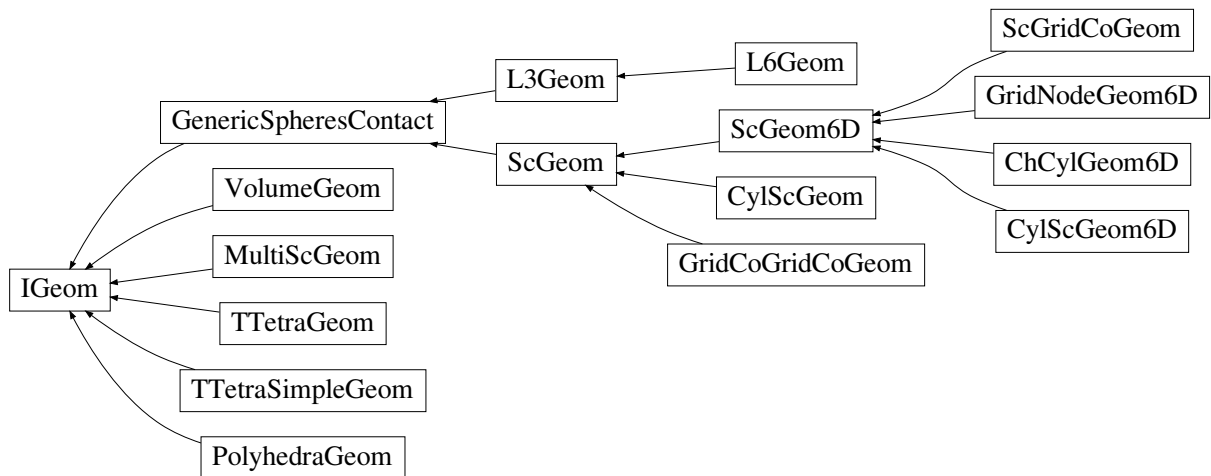 ScGridCoGeom
L6Geom
L3Geom
GridNodeGeom6D
GenericSpheresContact
ScGeom6D
ScGeom
ChCylGeom6D
VolumeGeom
CylScGeom
CylScGeom6D
MultiScGeom
GridCoGridCoGeom
IGeom
TTetraGeom
TTetraSimpleGeom
PolyhedraGeom